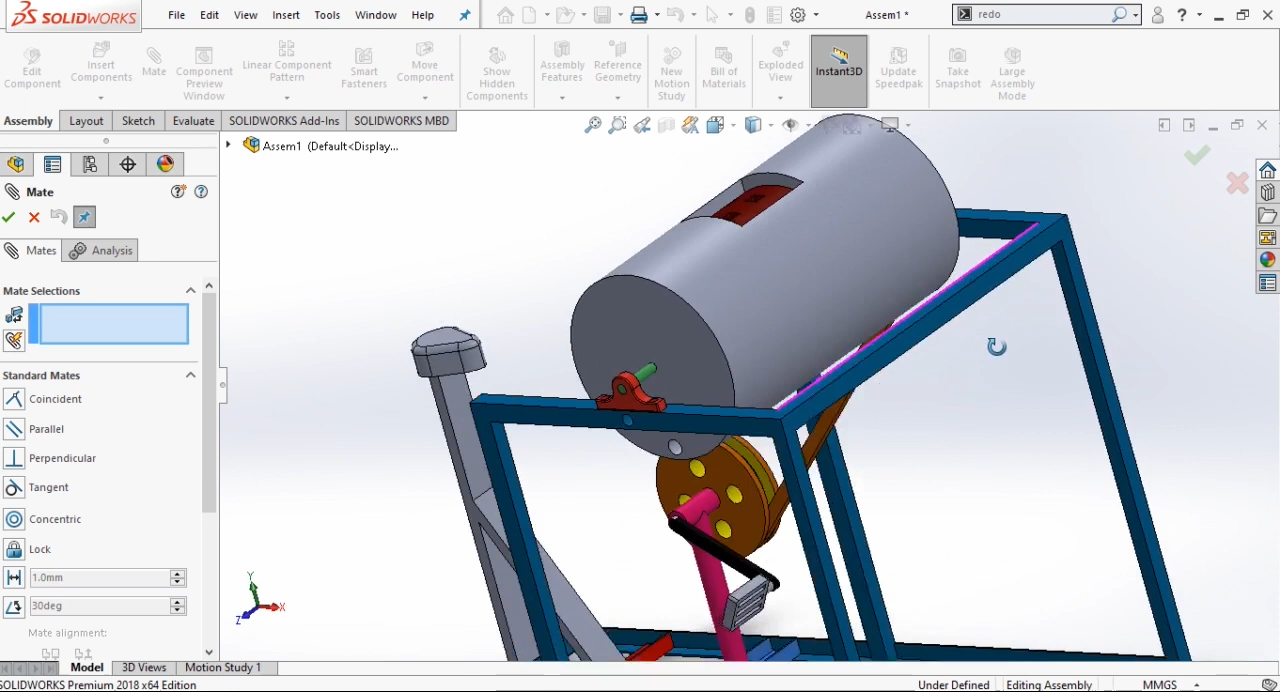 SOLIDWORKS
File Edit View Insert Tools Window Help
Assem1 *
redo
?
Edit Component
Insert Components
Mate
Component Preview Window
Linear Component Pattern
Smart Fasteners
Move Component
Show Hidden Components
Assembly Features
Reference Geometry
New Motion Study
Bill of Materials
Exploded View
Instant3D
Update Speedpak
Take Snapshot
Large Assembly Mode
Assembly Layout Sketch Evaluate SOLIDWORKS Add-Ins SOLIDWORKS MBD
Assem1 (Default<Display...
Mate
Mates Analysis
Mate Selections
Standard Mates
Coincident
Parallel
Perpendicular
Tangent
Concentric
Lock
1.0mm
30deg
Mate alignment:
Y
Z
X
Model 3D Views Motion Study 1
SOLIDWORKS Premium 2018 x64 Edition
Under Defined Editing Assembly MMGS